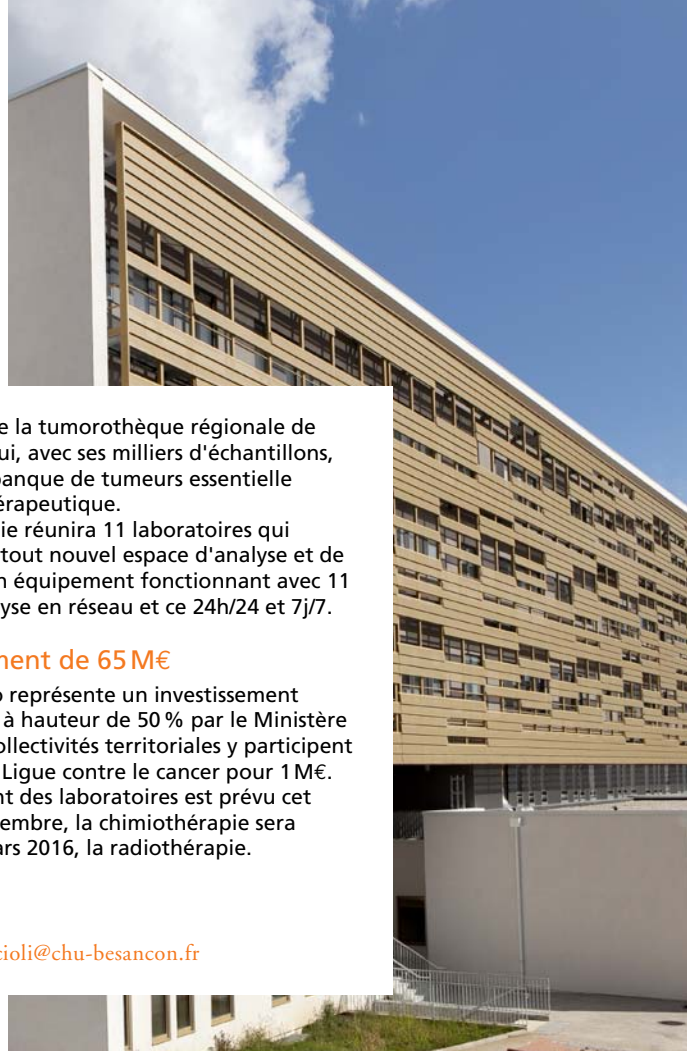 e la tumorothèque régionale de
ui, avec ses milliers d'échantillons,
banque de tumeurs essentielle
érapeutique.
ie réunira 11 laboratoires qui
tout nouvel espace d'analyse et de
n équipement fonctionnant avec 11
yse en réseau et ce 24h/24 et 7j/7.
ment de 65 M€
représente un investissement
à hauteur de 50 % par le Ministère
ollectivités territoriales y participent
Ligue contre le cancer pour 1 M€.
nt des laboratoires est prévu cet
embre, la chimiothérapie sera
ars 2016, la radiothérapie.
cioli@chu-besancon.fr